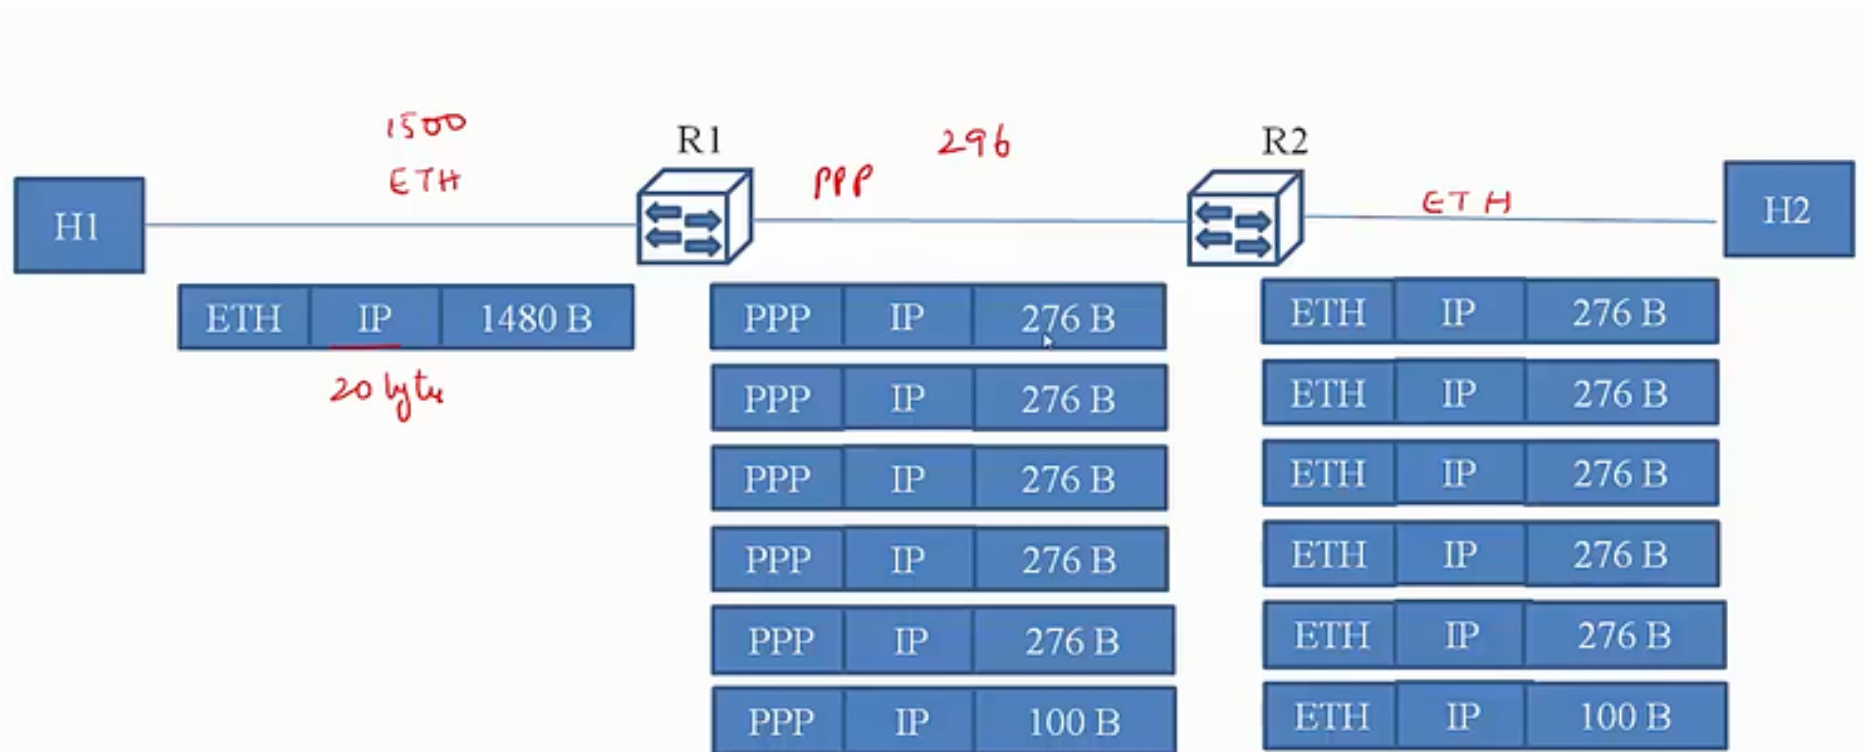 1500
ETH
R1
PPP
296
R2
ETH
H1
H2
ETH IP 1480 B
20 byte
PPP IP 276 B
PPP IP 276 B
PPP IP 276 B
PPP IP 276 B
PPP IP 276 B
PPP IP 100 B
ETH IP 276 B
ETH IP 276 B
ETH IP 276 B
ETH IP 276 B
ETH IP 276 B
ETH IP 100 B